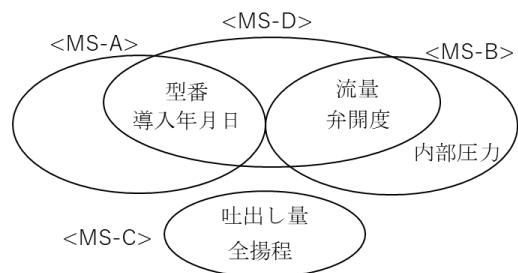 <MS-D>
<MS-A>
<MS-B>
型番
導入年月日
流量
弁開度
内部圧力
<MS-C>
吐出し量
全揚程